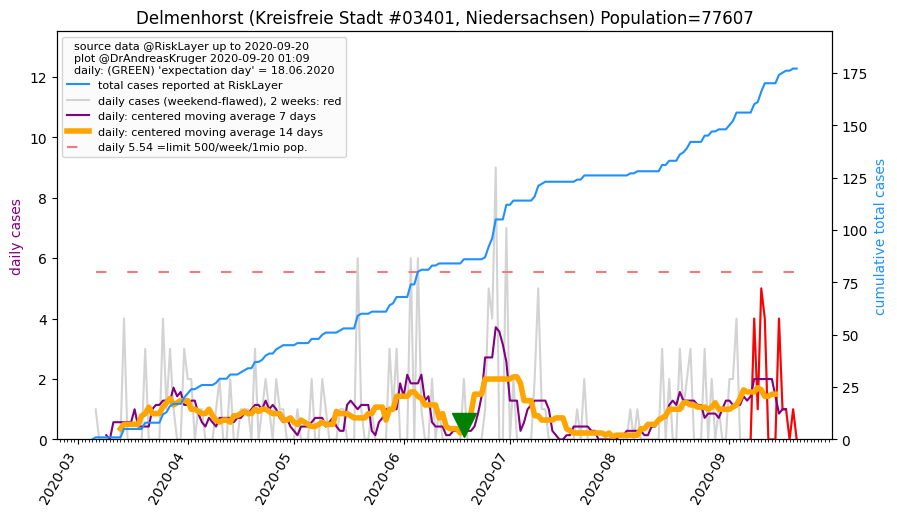 Delmenhorst (Kreisfreie Stadt #03401, Niedersachsen) Population=77607
source data @RiskLayer up to 2020-09-20
plot @DrAndreasKruger 2020-09-20 01:09
daily: (GREEN) 'expectation day' = 18.06.2020
total cases reported at RiskLayer
daily cases (weekend-flawed), 2 weeks: red
daily: centered moving average 7 days
daily: centered moving average 14 days
daily 5.54 =limit 500/week/1mio pop.
daily cases
12
10
8
6
4
2
0
175
150
125
100
75
50
25
0
cumulative total cases
2020-03
2020-04
2020-05
2020-06
2020-07
2020-08
2020-09